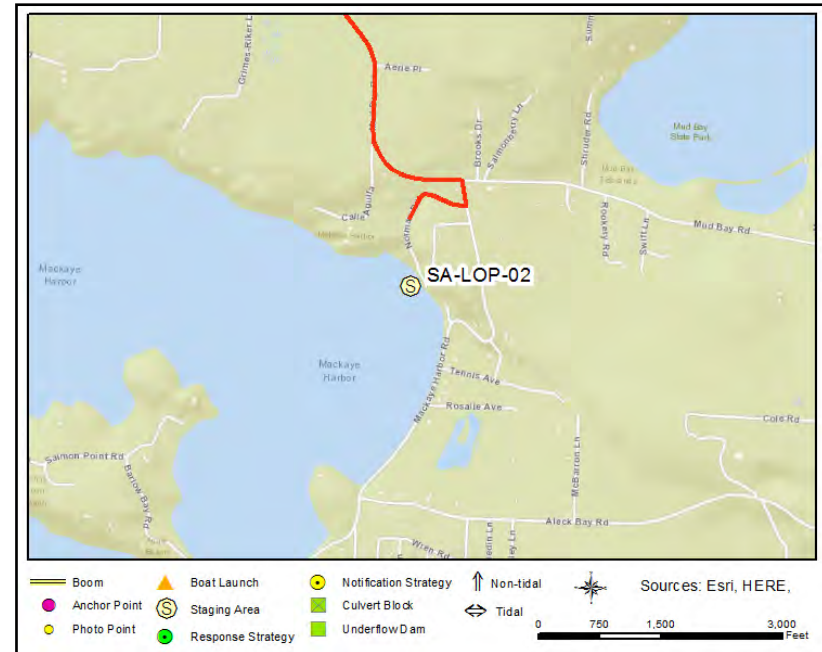 Grimes-Riker Ln
Aerie Pl
Shruder Rd
Mud Bay
State Park
Brooks Dr
Salmonberry Ln
Calle
Aguila
Mud Bay Rd
Rookery Rd
Swift Ln
SA-LOP-02
S
Mackaye
Harbor
Mackaye
Harbor
Mackaye Harbor Rd
Tennis Ave
Rosalie Ave
Cole Rd
McBarron Ln
Salmon Point Rd
Barlow Bay Rd
Aleck Bay Rd
Wren Rd
Boom
Boat Launch
Notification Strategy
Non-tidal
Sources: Esri, HERE,
Anchor Point
S
Staging Area
Culvert Block
Tidal
Photo Point
Response Strategy
Underflow Dam
0 750 1,500 3,000
Feet